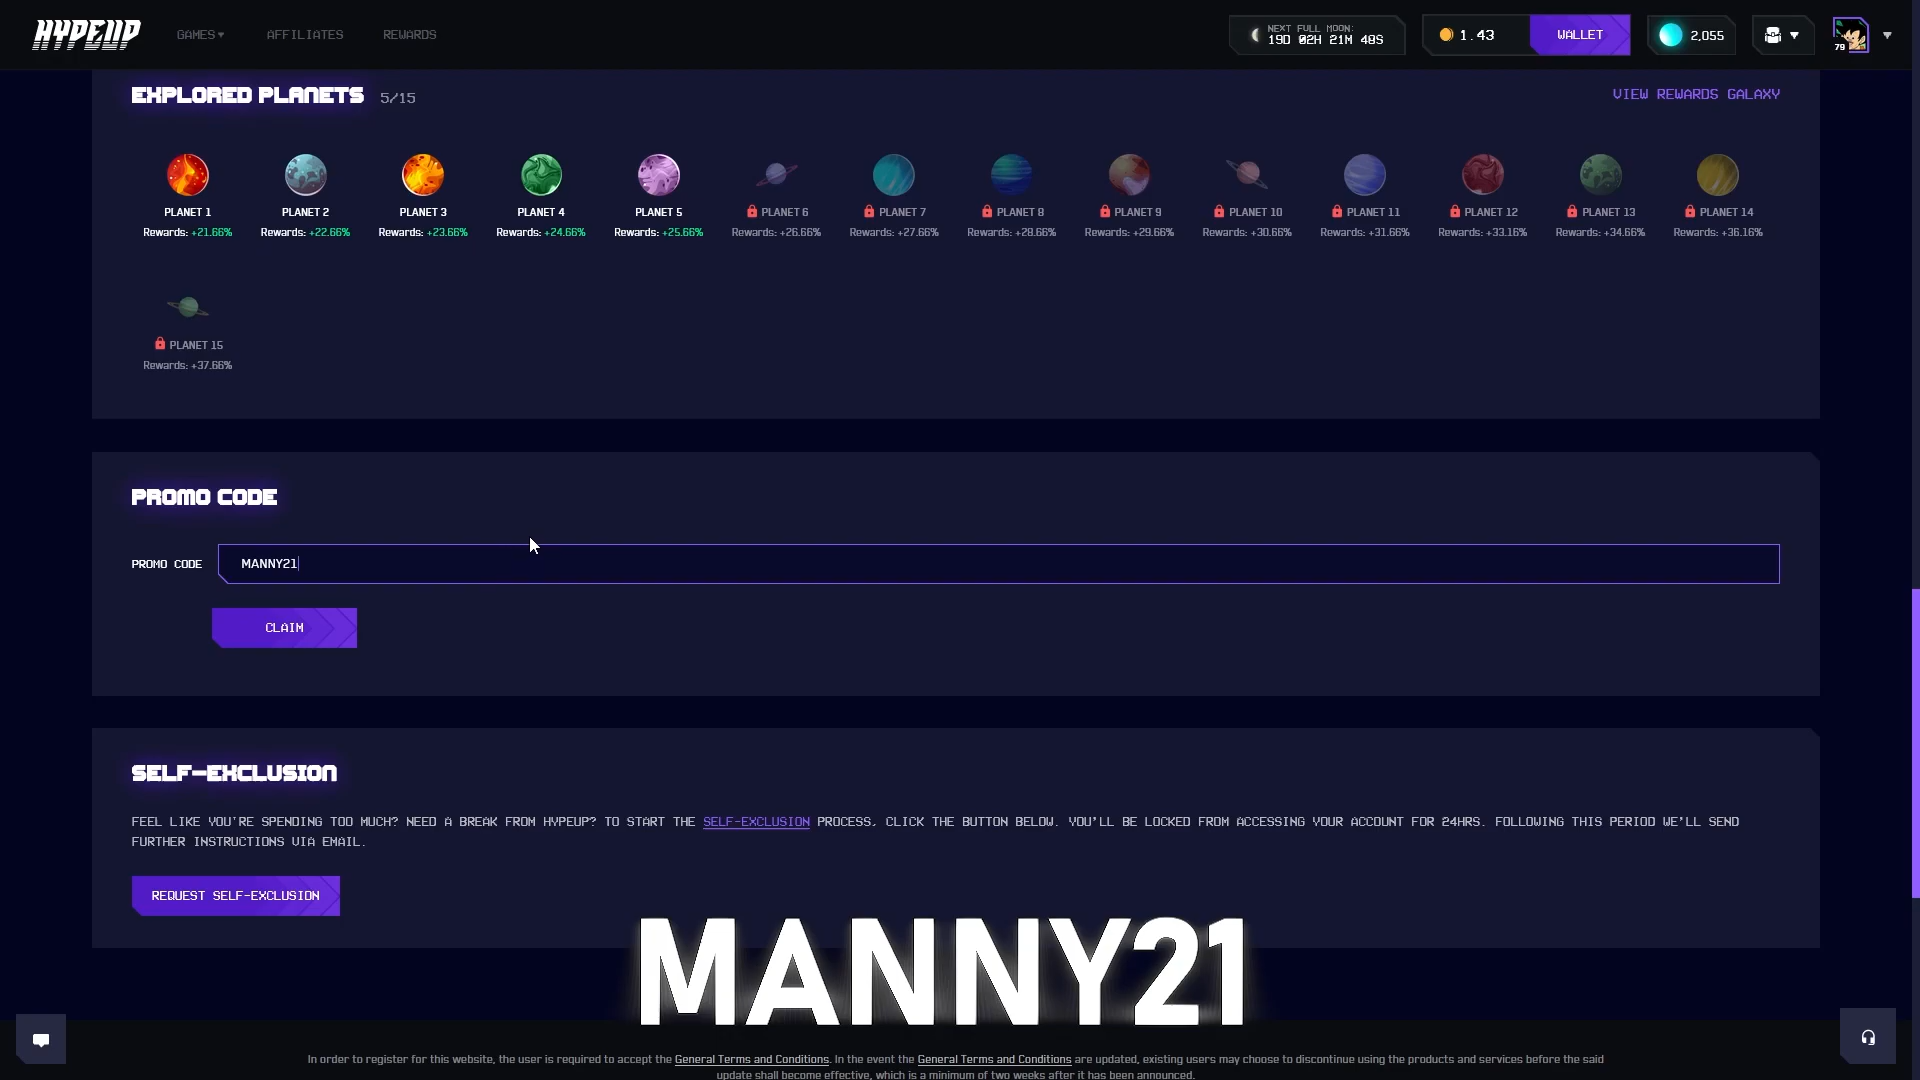 HYPEUP
GAMES
AFFILIATES
REWARDS
NEXT FULL MOON:
19D 02H 21M 48S
1.43
WALLET
2,055
79
EXPLORED PLANETS 5/15
VIEW REWARDS GALAXY
PLANET 1
Rewards: +21.66%
PLANET 2
Rewards: +22.66%
PLANET 3
Rewards: +23.66%
PLANET 4
Rewards: +24.66%
PLANET 5
Rewards: +25.66%
PLANET 6
Rewards: +26.66%
PLANET 7
Rewards: +27.66%
PLANET 8
Rewards: +28.66%
PLANET 9
Rewards: +29.66%
PLANET 10
Rewards: +30.66%
PLANET 11
Rewards: +31.66%
PLANET 12
Rewards: +33.16%
PLANET 13
Rewards: +34.66%
PLANET 14
Rewards: +36.16%
PLANET 15
Rewards: +37.66%
PROMO CODE
PROMO CODE
MANNY21
CLAIM
SELF-EXCLUSION
FEEL LIKE YOU'RE SPENDING TOO MUCH? NEED A BREAK FROM HYPEUP? TO START THE SELF-EXCLUSION PROCESS, CLICK THE BUTTON BELOW. YOU'LL BE LOCKED FROM ACCESSING YOUR ACCOUNT FOR 24HRS. FOLLOWING THIS PERIOD WE'LL SEND
FURTHER INSTRUCTIONS VIA EMAIL.
REQUEST SELF-EXCLUSION
MANNY21
In order to register for this website, the user is required to accept the General Terms and Conditions. In the event the General Terms and Conditions are updated, existing users may choose to discontinue using the products and services before the said
update shall become effective, which is a minimum of two weeks after it has been announced.